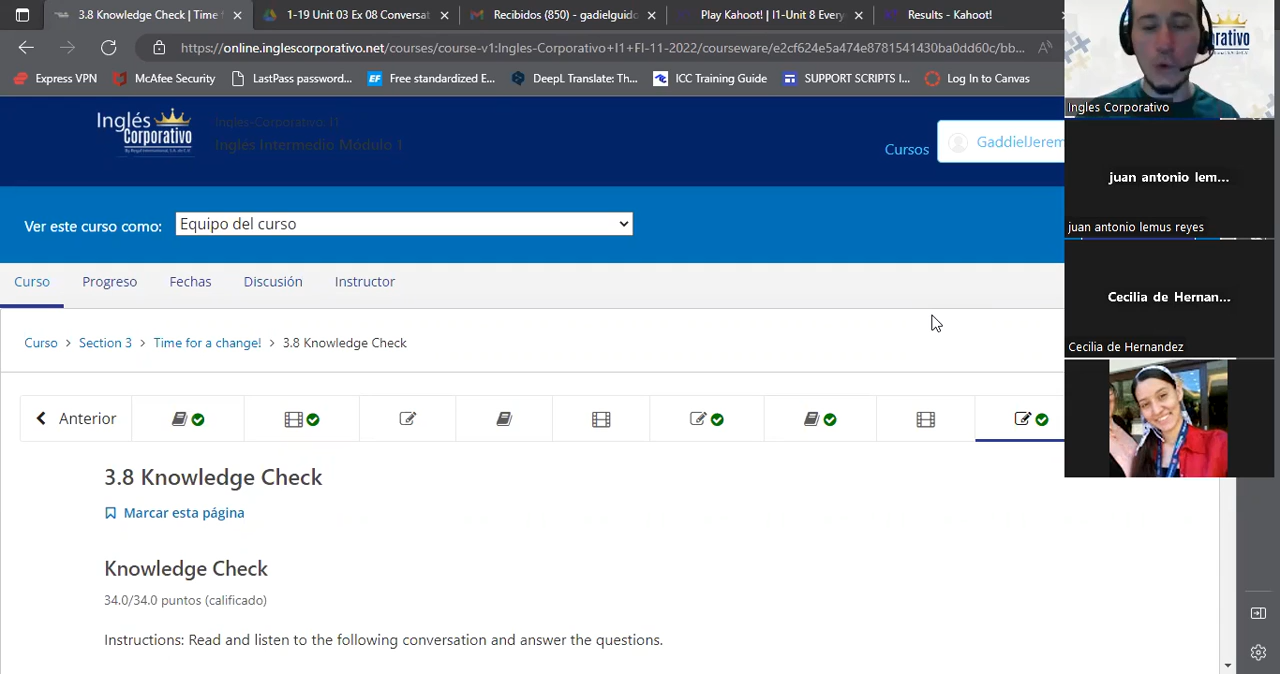 3.8 Knowledge Check | Time f
1-19 Unit 03 Ex 08 Conversat
Recibidos (850) - gadielguido
Play Kahoot! | I1-Unit 8 Every
Results - Kahoot!
https://online.inglescorporativo.net/courses/course-v1:Ingles-Corporativo+I1+FI-11-2022/courseware/e2cf624e5a474e8781541430ba0dd60c/bb...
Express VPN
McAfee Security
LastPass password...
EF
Free standardized E...
DeepL Translate: Th...
ICC Training Guide
SUPPORT SCRIPTS I...
Log In to Canvas
Inglés
Corporativo
Ingles-Corporativo I1
Inglés Intermedio Módulo 1
Cursos
GaddielJerem
Ver este curso como:
Equipo del curso
Curso
Progreso
Fechas
Discusión
Instructor
Curso > Section 3 > Time for a change! > 3.8 Knowledge Check
Anterior
3.8 Knowledge Check
Marcar esta página
Knowledge Check
34.0/34.0 puntos (calificado)
Instructions: Read and listen to the following conversation and answer the questions.
orativo
Ingles Corporativo
juan antonio lem...
juan antonio lemus reyes
Cecilia de Hernan...
Cecilia de Hernandez